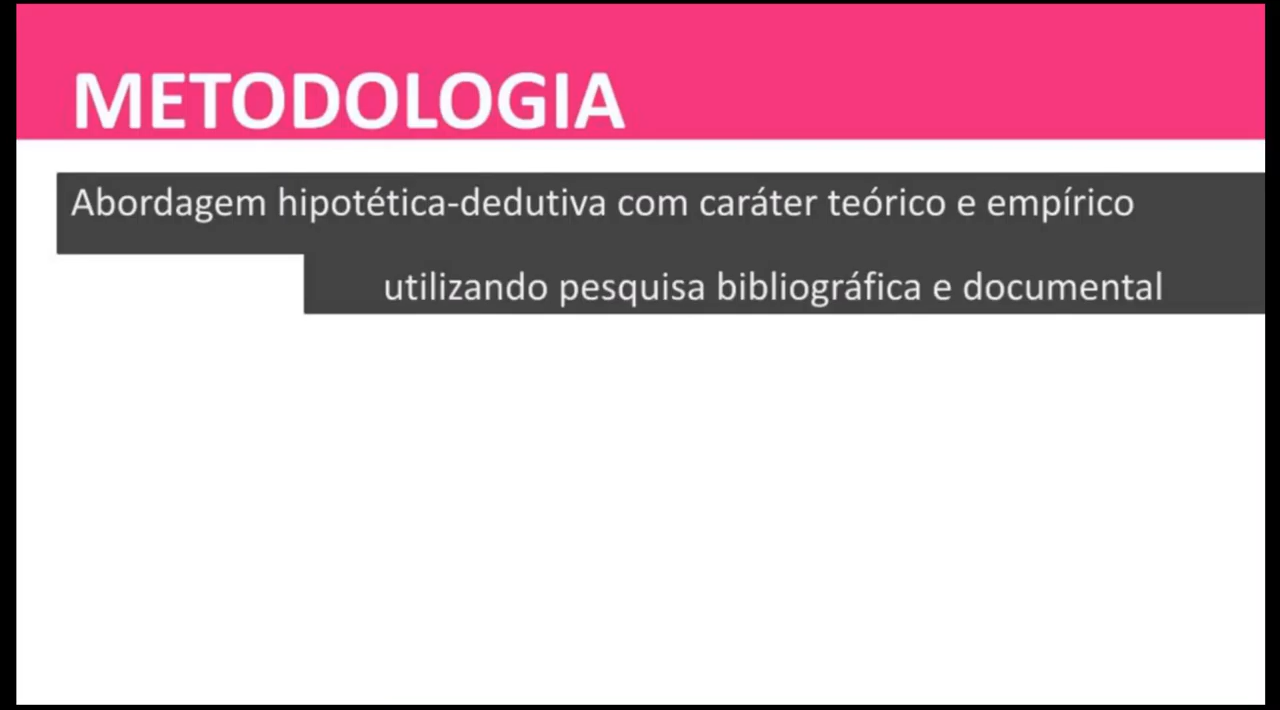 METODOLOGIA
Abordagem hipotética-dedutiva com caráter teórico e empírico
utilizando pesquisa bibliográfica e documental